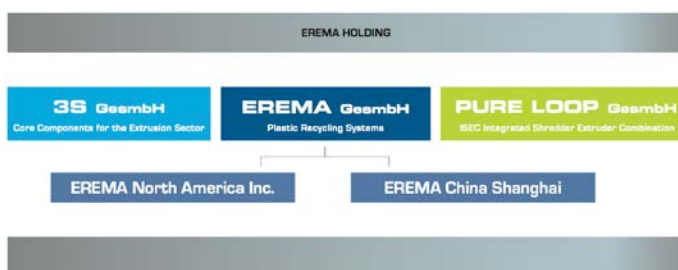 EREMA HOLDING
3S GesmbH
Core Components for the Extrusion Sector
EREMA GesmbH
Plastic Recycling Systems
PURE LOOP GesmbH
ISEC Integrated Shredder Extruder Combination
EREMA North America Inc.
EREMA China Shanghai